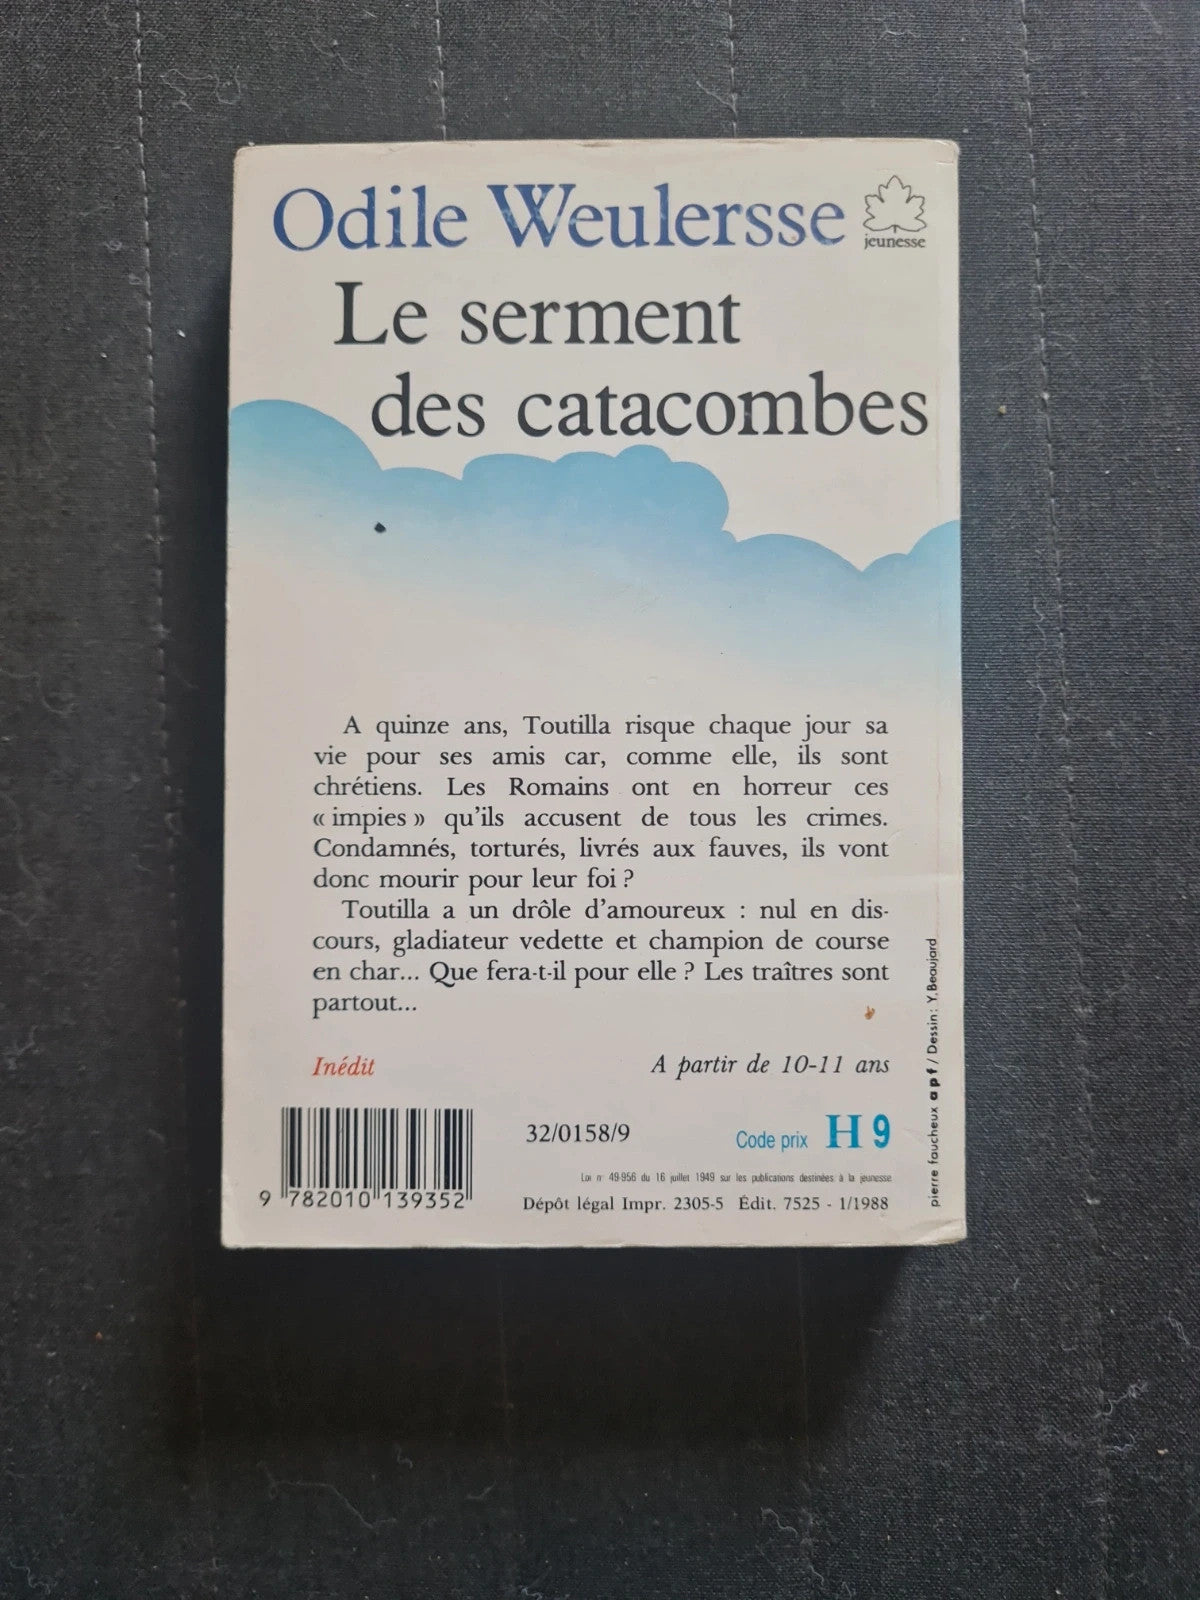 Odile Weulersse
jeunesse
Le serment
des catacombes
A quinze ans, Toutilla risque chaque jour sa
vie pour ses amis car, comme elle, ils sont
chrétiens. Les Romains ont en horreur ces
« impies » qu'ils accusent de tous les crimes.
Condamnés, torturés, livrés aux fauves, ils vont
donc mourir pour leur foi ?
Toutilla a un drôle d'amoureux : nul en dis-
cours, gladiateur vedette et champion de course
en char... Que fera-t-il pour elle ? Les traîtres sont
partout...
Inédit
A partir de 10-11 ans
32/0158/9
Code prix H 9
Loi n° 49-956 du 16 juillet 1949 sur les publications destinées à la jeunesse
Dépôt légal Impr. 2305-5 Édit. 7525 - 1/1988
9 782010 139352
pierre faucheux apf / Dessin : Y. Beaujard